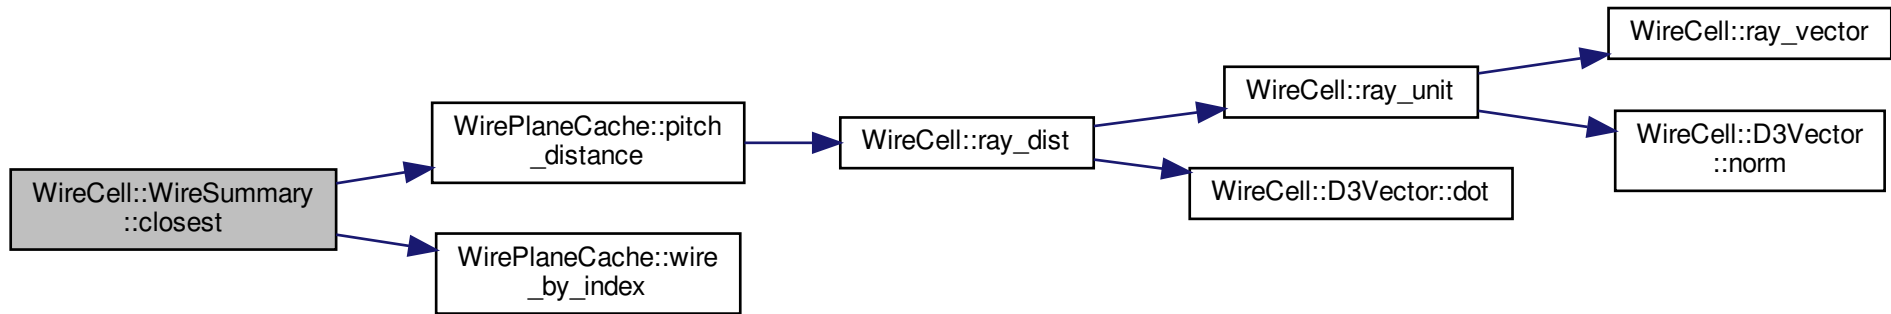 WireCell::WireSummary
::closest
WirePlaneCache::pitch
_distance
WirePlaneCache::wire
_by_index
WireCell::ray_dist
WireCell::ray_unit
WireCell::D3Vector::dot
WireCell::ray_vector
WireCell::D3Vector
::norm